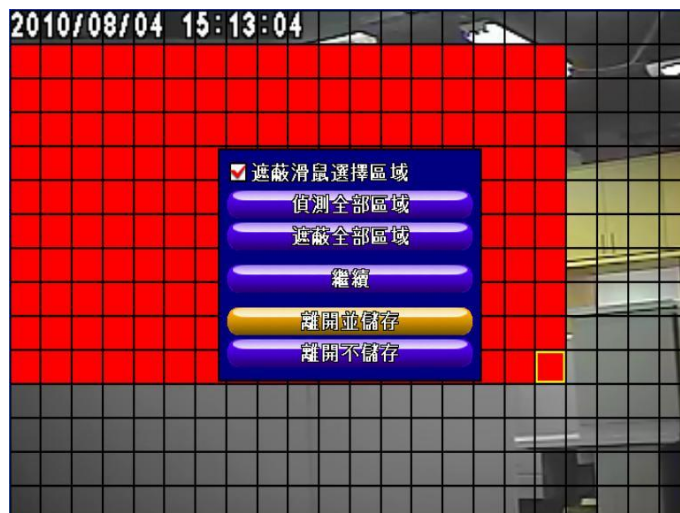 2010/08/04 15:13:04
遮蔽滑鼠選擇區域
偵測全部區域
遮蔽全部區域
繼續
離開並儲存
離開不儲存